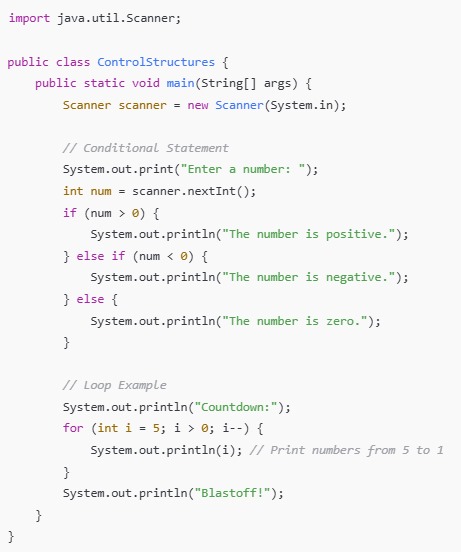 import java.util.Scanner;

public class ControlStructures {
    public static void main(String[] args) {
        Scanner scanner = new Scanner(System.in);

        // Conditional Statement
        System.out.print("Enter a number: ");
        int num = scanner.nextInt();
        if (num > 0) {
            System.out.println("The number is positive.");
        } else if (num < 0) {
            System.out.println("The number is negative.");
        } else {
            System.out.println("The number is zero.");
        }

        // Loop Example
        System.out.println("Countdown:");
        for (int i = 5; i > 0; i--) {
            System.out.println(i); // Print numbers from 5 to 1
        }
        System.out.println("Blastoff!");
    }
}